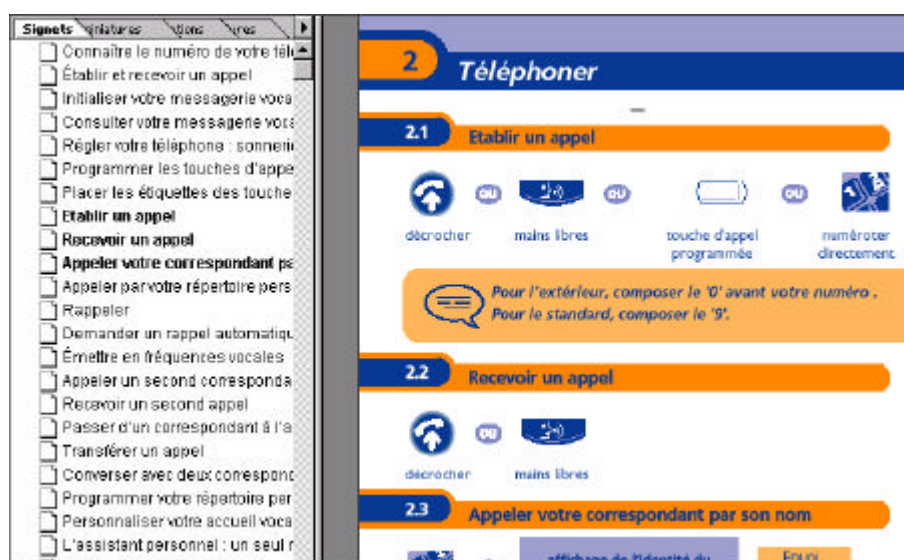 Signets
Connaître le numéro de votre tél
Établir et recevoir un appel
Initialiser votre messagerie voca
Consulter votre messagerie voca
Régler votre téléphone : sonneri
Programmer les touches d'appe
Placer les étiquettes des touche
Etablir un appel
Recevoir un appel
Appeler votre correspondant pa
Appeler par votre répertoire pers
Rappeler
Demander un rappel automatiqu
Émettre en fréquences vocales
Appeler un second corresponda
Recevoir un second appel
Passer d'un correspondant à l'a
Transférer un appel
Converser avec deux correspond
Programmer votre répertoire per
Personnaliser votre accueil voca
L'assistant personnel : un seul
2 Téléphoner
2.1 Etablir un appel
ou ou ou
décrocher mains libres touche d'appel programmée numéroter directement
Pour l'extérieur, composer le '0' avant votre numéro .
Pour le standard, composer le '9'.
2.2 Recevoir un appel
ou
décrocher mains libres
2.3 Appeler votre correspondant par son nom
affichage de l'identité du